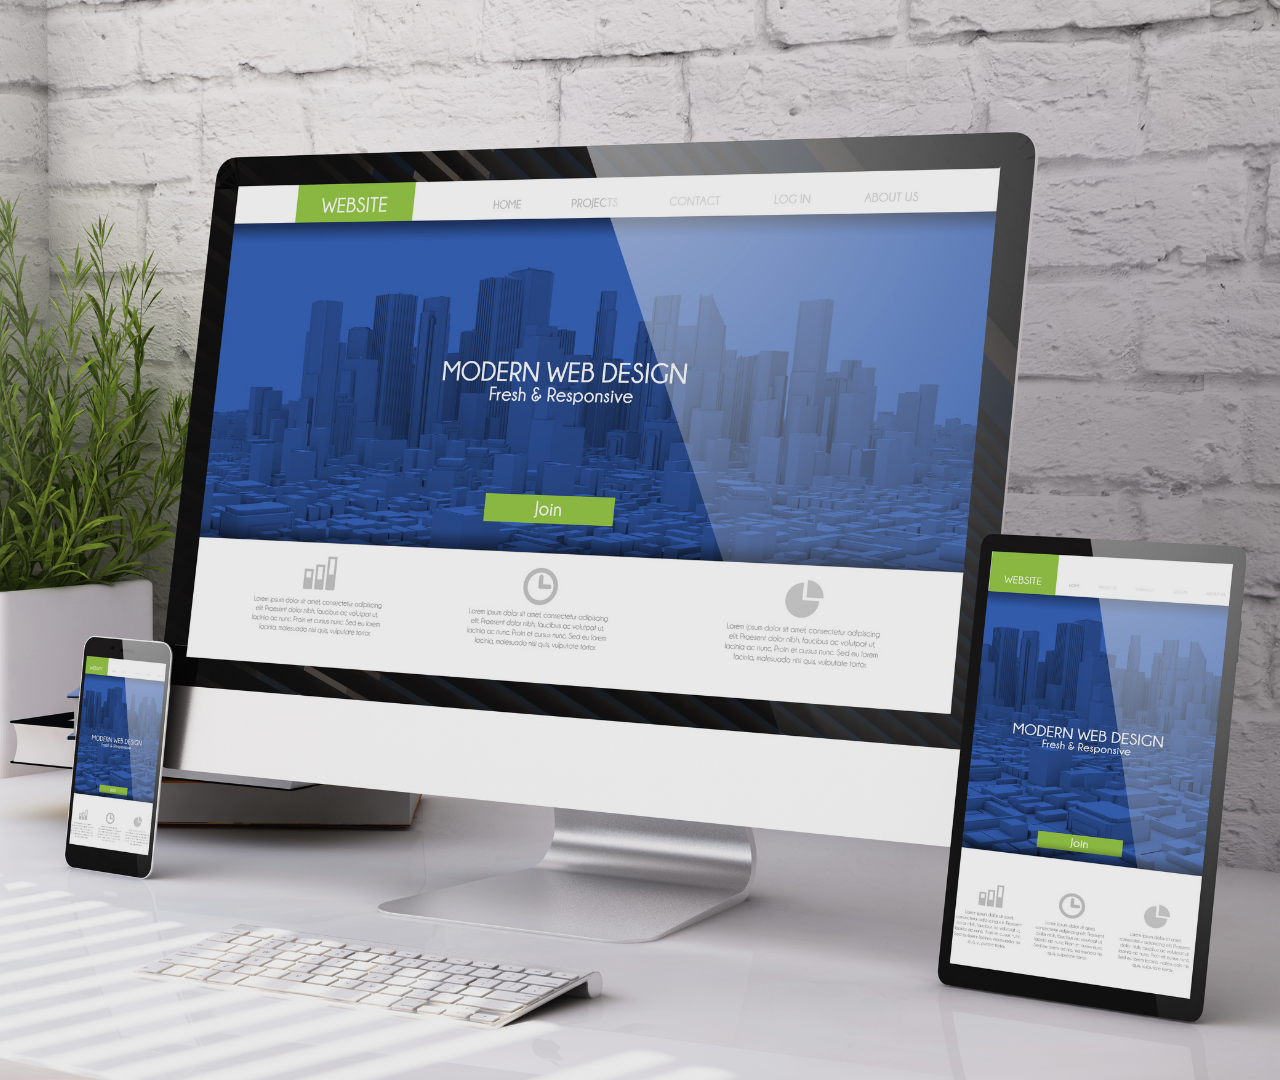 WEBSITE
HOME
PROJECTS
CONTACT
LOG IN
ABOUT US
MODERN WEB DESIGN
Fresh & Responsive
Join
Lorem ipsum dolor sit amet, consectetur adipiscing
elit. Praesent dolor nibh, faucibus ac volutpat ut,
lacinia ac nunc. Proin et cursus nunc. Sed eu lorem
lacinia, malesuada nisi quis, vulputate tortor.
Lorem ipsum dolor sit amet, consectetur adipiscing
elit. Praesent dolor nibh, faucibus ac volutpat ut,
lacinia ac nunc. Proin et cursus nunc. Sed eu lorem
lacinia, malesuada nisi quis, vulputate tortor.
Lorem ipsum dolor sit amet, consectetur adipiscing
elit. Praesent dolor nibh, faucibus ac volutpat ut,
lacinia ac nunc. Proin et cursus nunc. Sed eu lorem
lacinia, malesuada nisi quis, vulputate tortor.
WEBSITE
MODERN WEB DESIGN
Fresh & Responsive
Join
WEBSITE
HOME
MODERN WEB DESIGN
Fresh & Responsive
Join